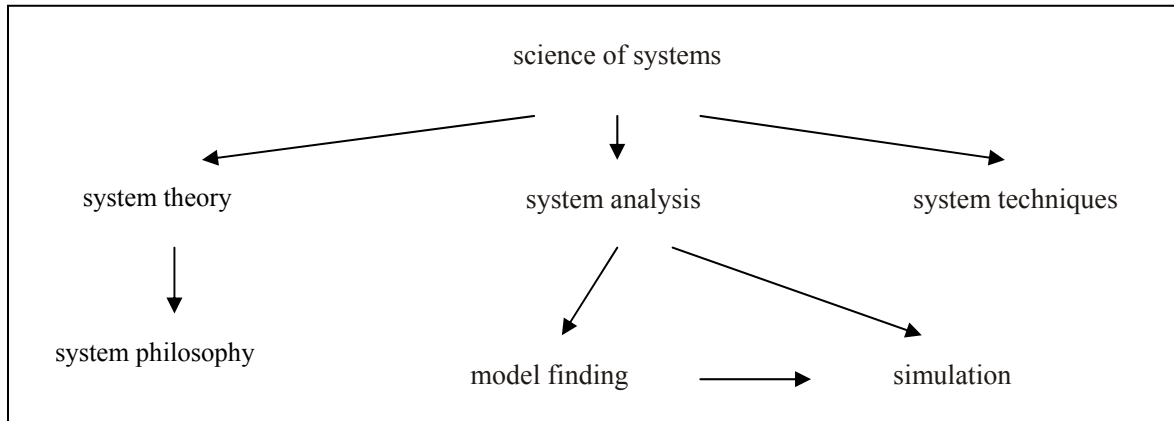 science of systems
system theory
system analysis
system techniques
system philosophy
model finding
simulation